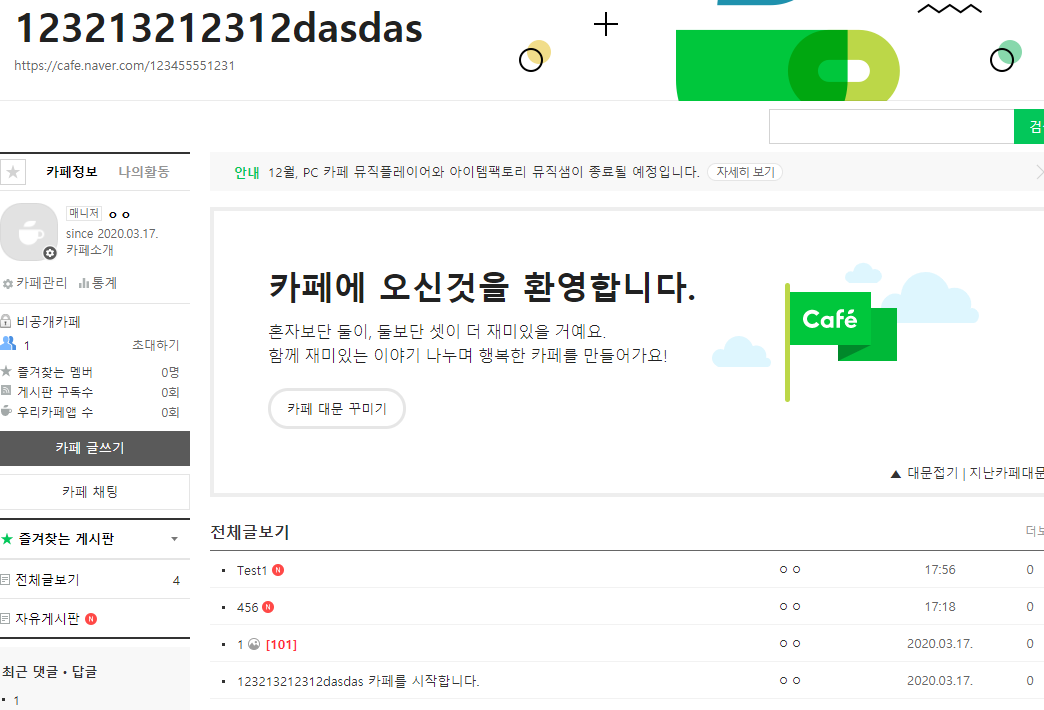 123213212312dasdas
https://cafe.naver.com/123455551231
카페정보 나의활동
매니저 ㅇㅇ
since 2020.03.17.
카페소개
카페관리 통계
비공개카페
1 초대하기
즐겨찾는 멤버 0명
게시판 구독수 0회
우리카페앱 수 0회
카페 글쓰기
카페 채팅
즐겨찾는 게시판
전체글보기 4
자유게시판 N
최근 댓글・답글
1
안내 12월, PC 카페 뮤직플레이어와 아이템팩토리 뮤직샘이 종료될 예정입니다. 자세히 보기
카페에 오신것을 환영합니다.
혼자보단 둘이, 둘보단 셋이 더 재미있을 거예요.
함께 재미있는 이야기 나누며 행복한 카페를 만들어가요!
카페 대문 꾸미기
Café
▲ 대문접기 | 지난카페대문
전체글보기
Test1 N ㅇㅇ 17:56 0
456 N ㅇㅇ 17:18 0
1 [101] ㅇㅇ 2020.03.17. 0
123213212312dasdas 카페를 시작합니다. ㅇㅇ 2020.03.17. 0